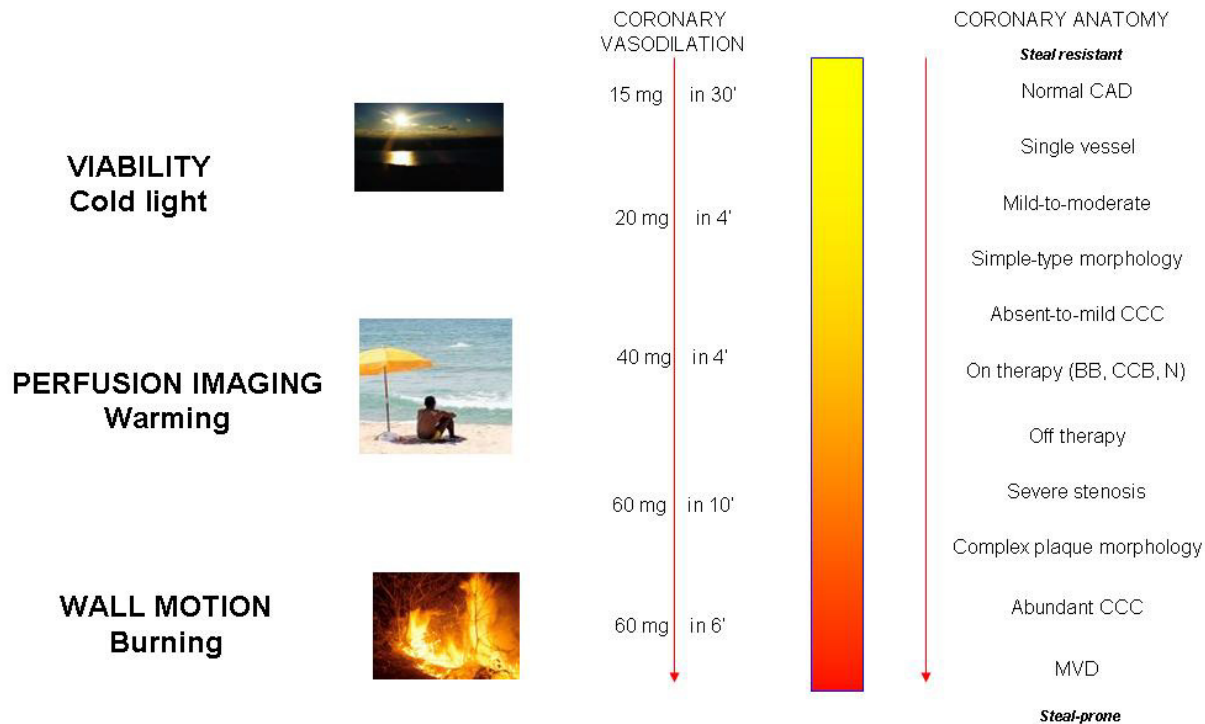 CORONARY
VASODILATION
CORONARY ANATOMY
Steal resistant
15 mg in 30'
Normal CAD
VIABILITY
Cold light
Single vessel
20 mg in 4'
Mild-to-moderate
Simple-type morphology
Absent-to-mild CCC
40 mg in 4'
PERFUSION IMAGING
Warming
On therapy (BB, CCB, N)
Off therapy
Severe stenosis
60 mg in 10'
Complex plaque morphology
WALL MOTION
Burning
Abundant CCC
60 mg in 6'
MVD
Steal-prone